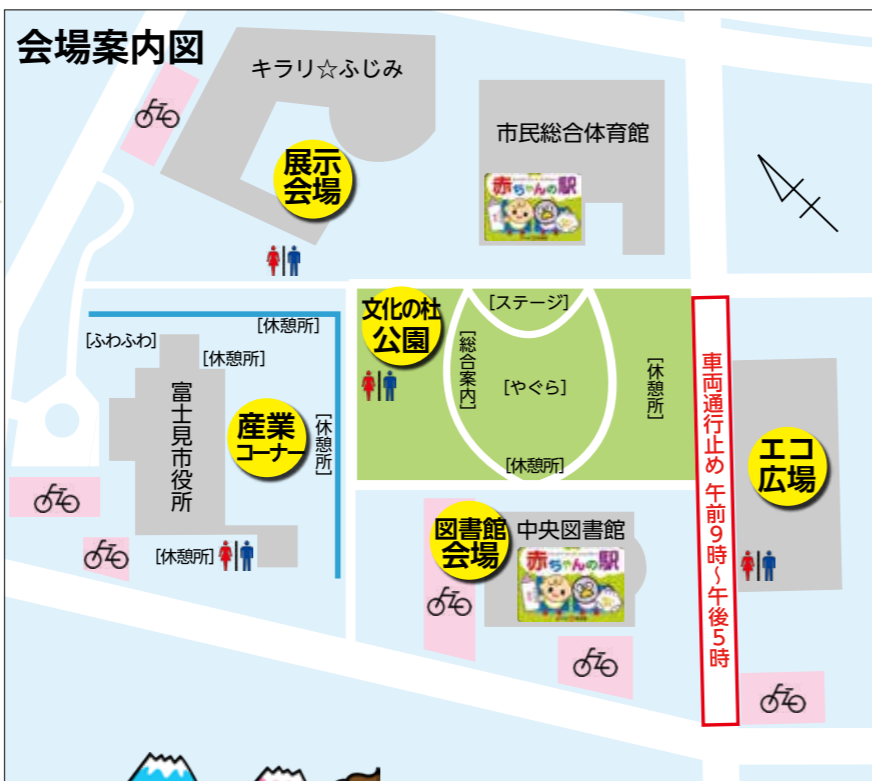 会場案内図
キラリ☆ふじみ
展示
会場
市民総合体育館
赤ちゃんの駅
文化の杜
公園
[ステージ]
[総合案内]
[やぐら]
[休憩所]
[休憩所]
[ふわふわ]
[休憩所]
[休憩所]
[休憩所]
富士見市役所
産業
コーナー
[休憩所]
図書館
会場
中央図書館
赤ちゃんの駅
車両通行止め 午前9時～午後5時
エコ
広場